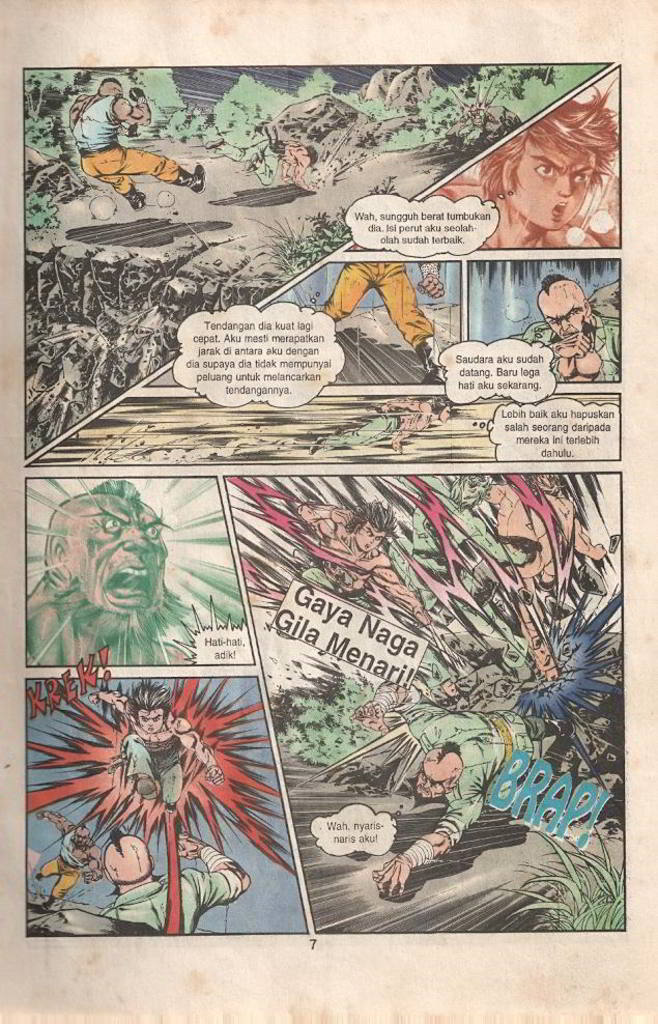 Wah, sungguh berat tumbukan
dia. Isi perut aku seolah-
olah sudah terbaik.
Tendangan dia kuat lagi
cepat. Aku mesti merapatkan
jarak di antara aku dengan
dia supaya dia tidak mempunyai
peluang untuk melancarkan
tendangannya.
Saudara aku sudah
datang. Baru lega
hati aku sekarang.
Lebih baik aku hapuskan
salah seorang daripada
mereka ini terlebih
dahulu.
Hati-hati,
adik!
KREK!
Gaya Naga
Gila Menari!
BRAP!
Wah, nyaris-
naris aku!
7